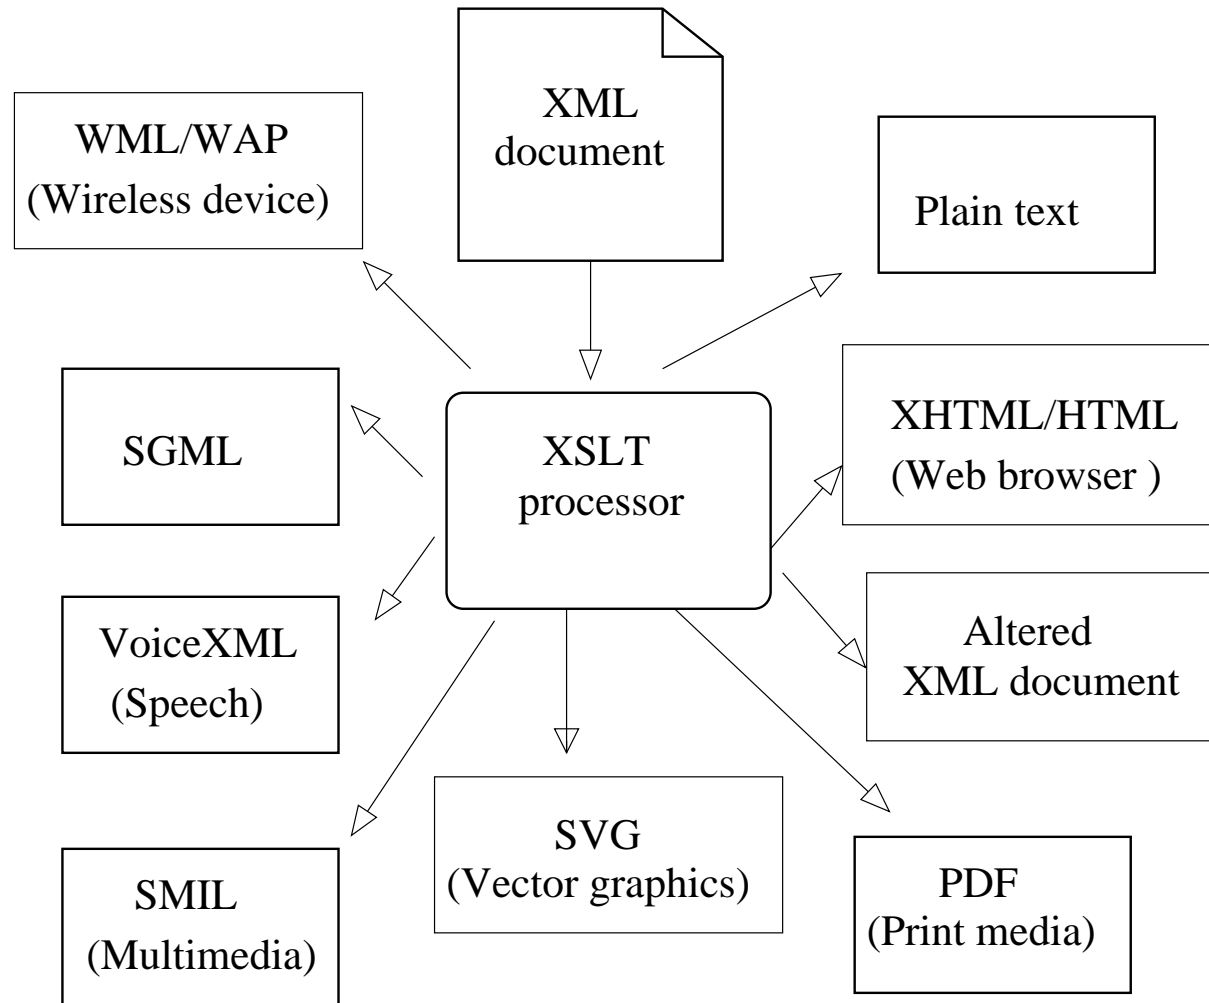 XML
document
WML/WAP
(Wireless device)
Plain text
SGML
XSLT
processor
XHTML/HTML
(Web browser )
VoiceXML
(Speech)
Altered
XML document
SMIL
(Multimedia)
SVG
(Vector graphics)
PDF
(Print media)